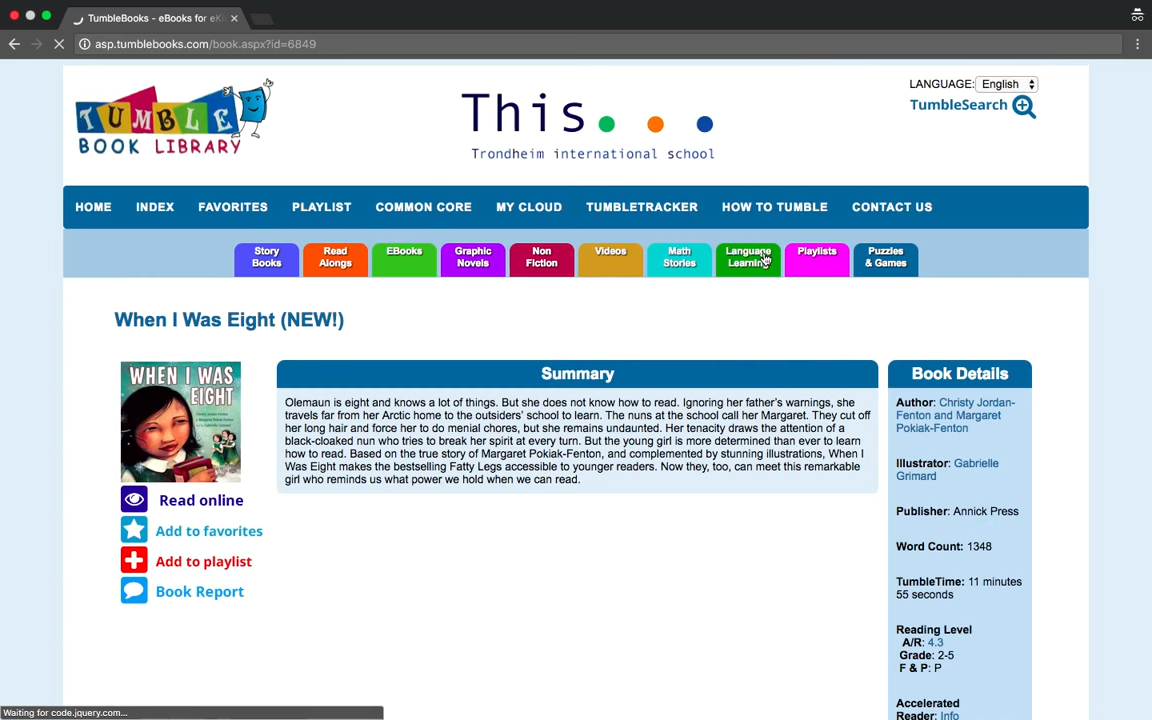 TumbleBooks - eBooks for eK
asp.tumblebooks.com/book.aspx?id=6849
TUMBLE
BOOK LIBRARY
This...
Trondheim international school
LANGUAGE: English
TumbleSearch
HOME INDEX FAVORITES PLAYLIST COMMON CORE MY CLOUD TUMBLETRACKER HOW TO TUMBLE CONTACT US
Story Books
Read Alongs
EBooks
Graphic Novels
Non Fiction
Videos
Math Stories
Language Learning
Playlists
Puzzles & Games
When I Was Eight (NEW!)
WHEN I WAS
EIGHT
Read online
Add to favorites
Add to playlist
Book Report
Summary
Olemaun is eight and knows a lot of things. But she does not know how to read. Ignoring her father's warnings, she
travels far from her Arctic home to the outsiders' school to learn. The nuns at the school call her Margaret. They cut off
her long hair and force her to do menial chores, but she remains undaunted. Her tenacity draws the attention of a
black-cloaked nun who tries to break her spirit at every turn. But the young girl is more determined than ever to learn
how to read. Based on the true story of Margaret Pokiak-Fenton, and complemented by stunning illustrations, When I
Was Eight makes the bestselling Fatty Legs accessible to younger readers. Now they, too, can meet this remarkable
girl who reminds us what power we hold when we can read.
Book Details
Author: Christy Jordan-
Fenton and Margaret
Pokiak-Fenton
Illustrator: Gabrielle
Grimard
Publisher: Annick Press
Word Count: 1348
TumbleTime: 11 minutes
55 seconds
Reading Level
A/R: 4.3
Grade: 2-5
F & P: P
Accelerated
Reader: Info
Waiting for code.jquery.com...